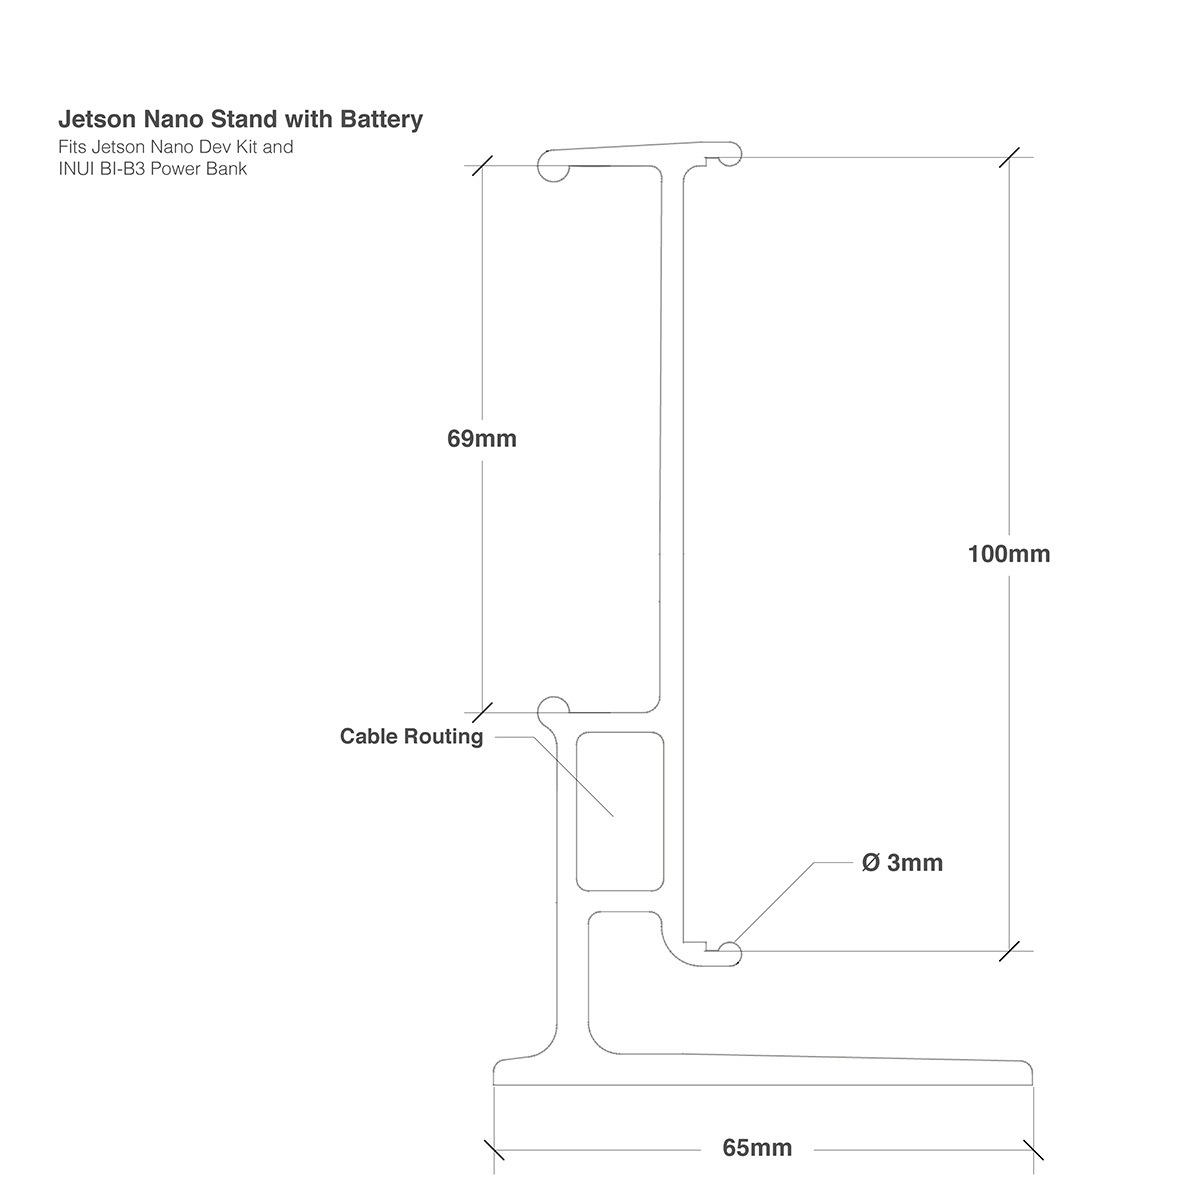 Jetson Nano Stand with Battery
Fits Jetson Nano Dev Kit and
INUI BI-B3 Power Bank
69mm
100mm
Cable Routing
Ø 3mm
65mm